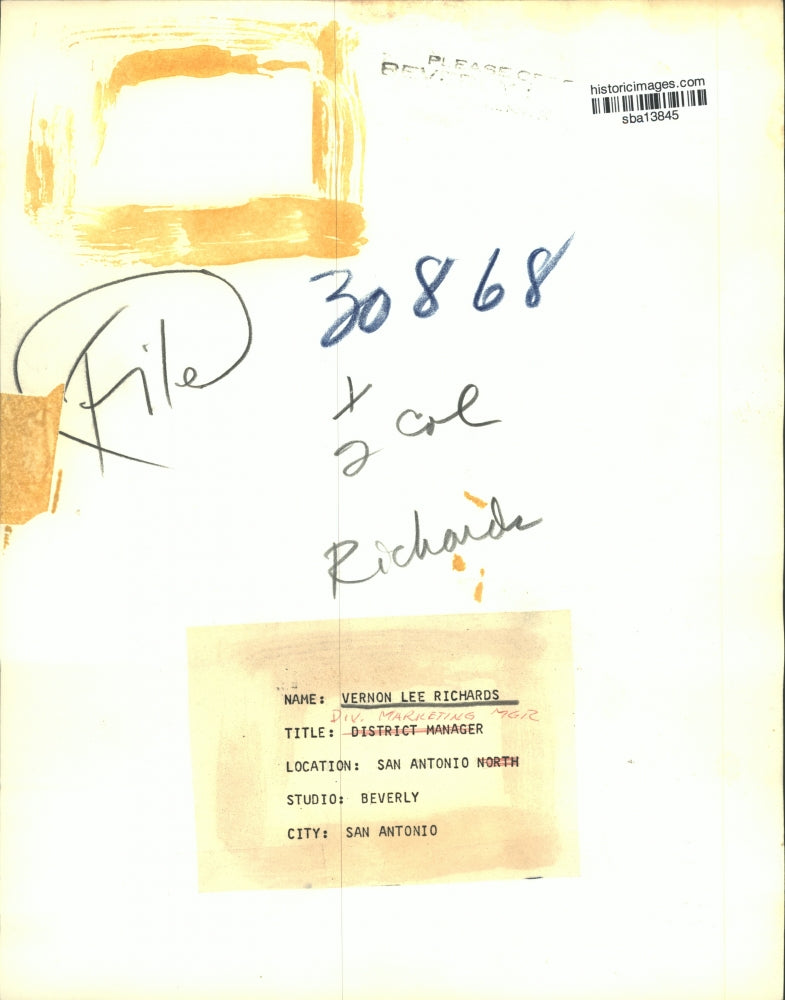 PLEASE
historicimages.com
sba13845
30868
File
1/2 col
Richards
NAME: VERNON LEE RICHARDS
DIV. MARKETING MGR
TITLE: DISTRICT MANAGER
LOCATION: SAN ANTONIO NORTH
STUDIO: BEVERLY
CITY: SAN ANTONIO